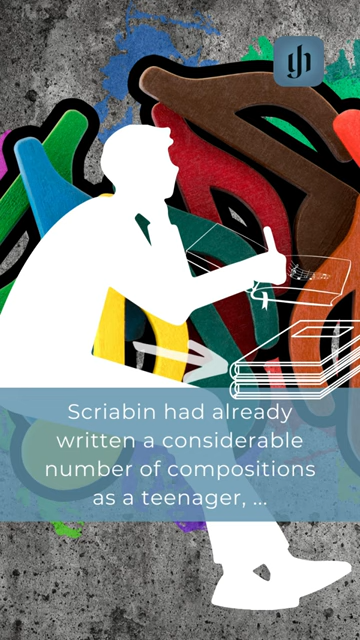 Scriabin had already
written a considerable
number of compositions
as a teenager, ...